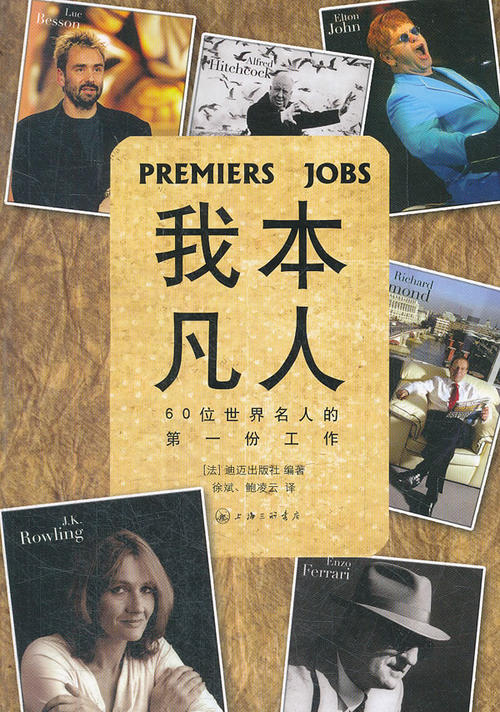 Luc
Besson
Alfred
Hitchcock
Elton
John
PREMIERS JOBS
我本
凡人
60位世界名人的
第一份工作
[法] 迪迈出版社 编著
徐斌、鲍凌云 译
上海三联书店
Richard
mond
J.K.
Rowling
Enzo
Ferrari